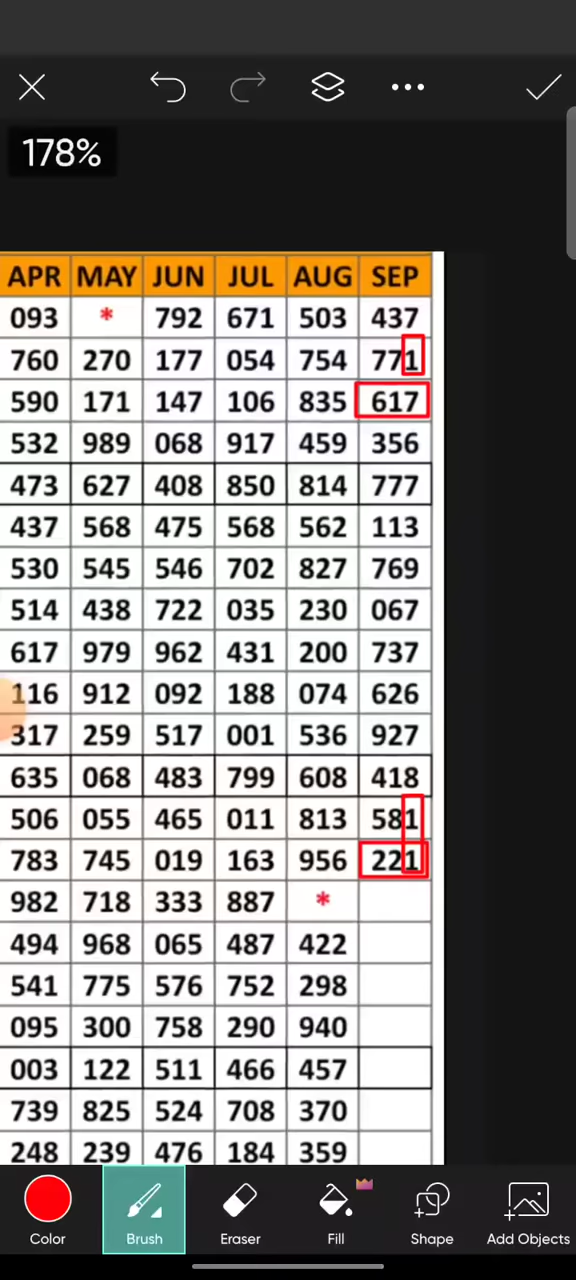 178%
APR MAY JUN JUL AUG SEP
093 * 792 671 503 437
760 270 177 054 754 771
590 171 147 106 835 617
532 989 068 917 459 356
473 627 408 850 814 777
437 568 475 568 562 113
530 545 546 702 827 769
514 438 722 035 230 067
617 979 962 431 200 737
116 912 092 188 074 626
317 259 517 001 536 927
635 068 483 799 608 418
506 055 465 011 813 581
783 745 019 163 956 221
982 718 333 887 *
494 968 065 487 422
541 775 576 752 298
095 300 758 290 940
003 122 511 466 457
739 825 524 708 370
248 239 476 184 359
Color Brush Eraser Fill Shape Add Objects